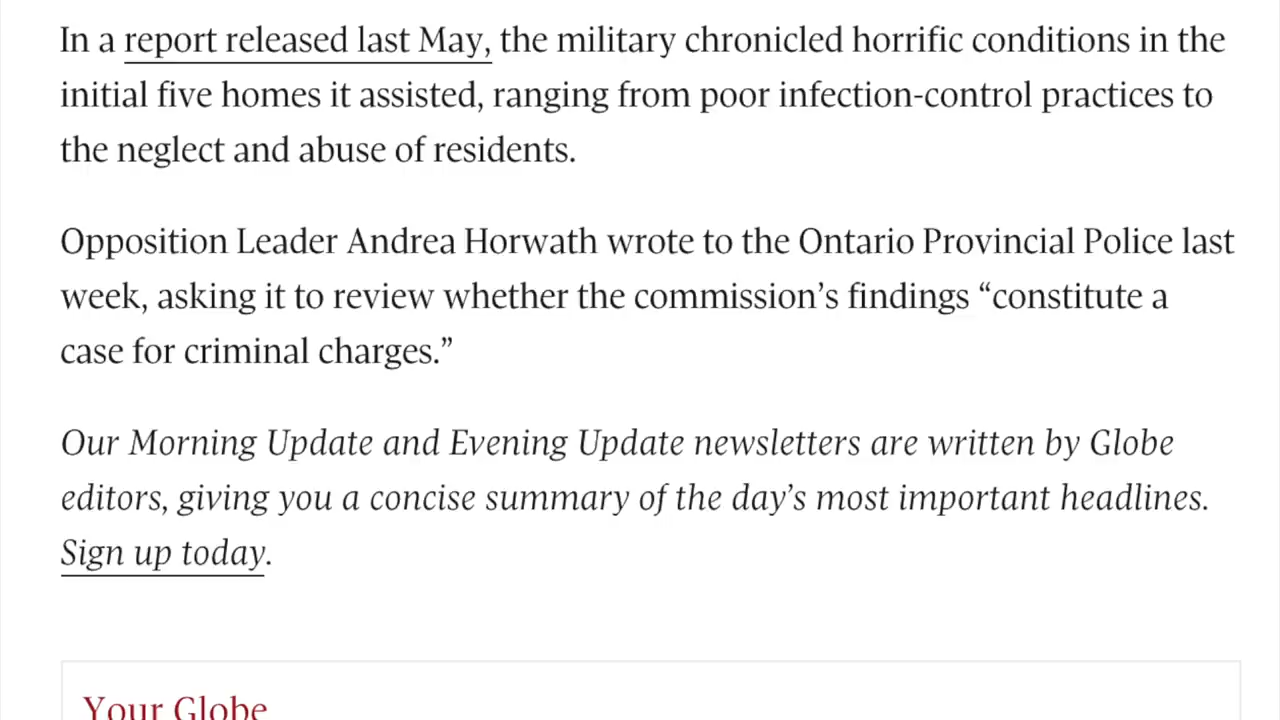 In a report released last May, the military chronicled horrific conditions in the
initial five homes it assisted, ranging from poor infection-control practices to
the neglect and abuse of residents.
Opposition Leader Andrea Horwath wrote to the Ontario Provincial Police last
week, asking it to review whether the commission’s findings “constitute a
case for criminal charges.”
Our Morning Update and Evening Update newsletters are written by Globe
editors, giving you a concise summary of the day’s most important headlines.
Sign up today.
Your Globe